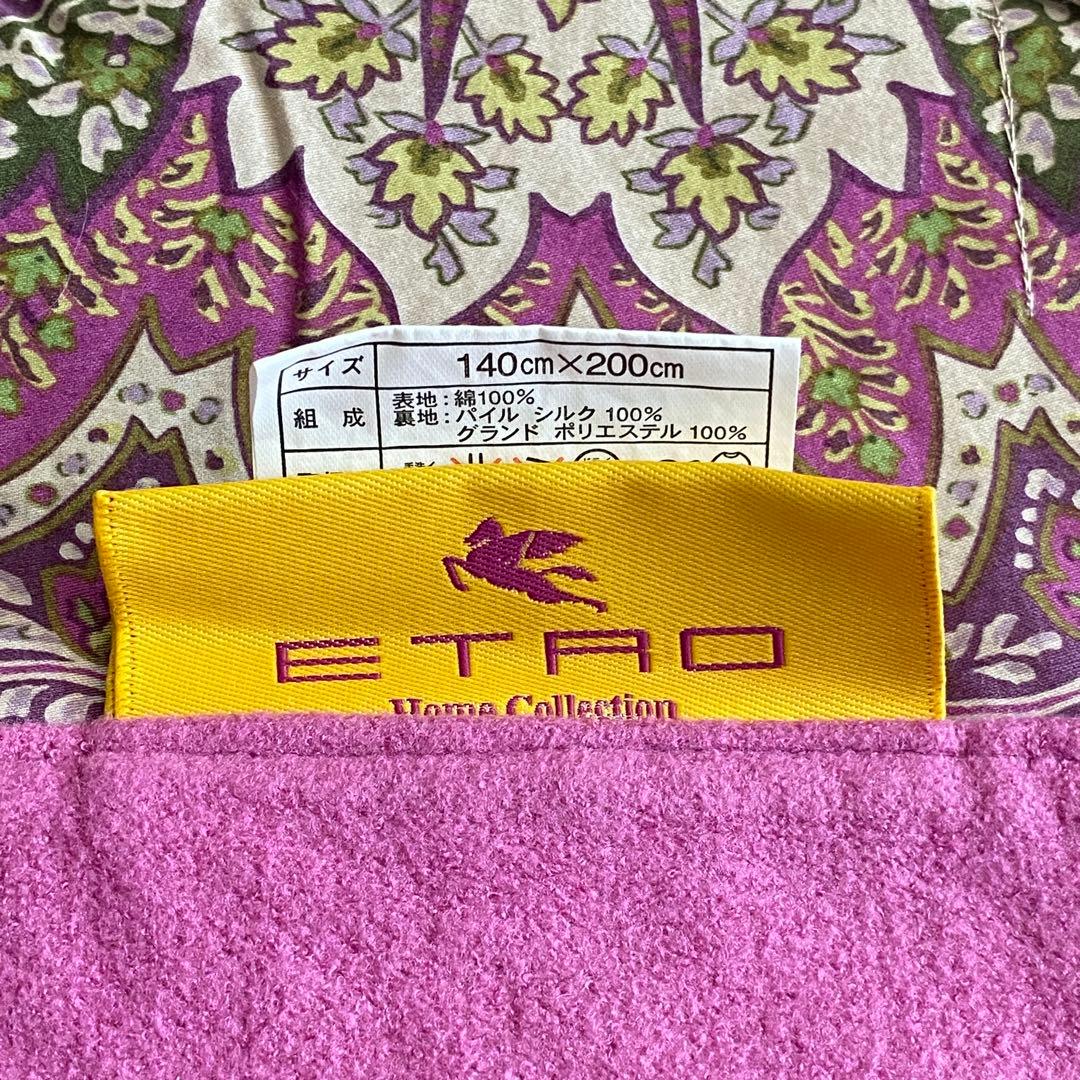 サイズ 140cm×200cm
組成 表地：綿100%
裏地：パイル シルク 100%
グランド ポリエステル 100%
ETRO
Home Collection